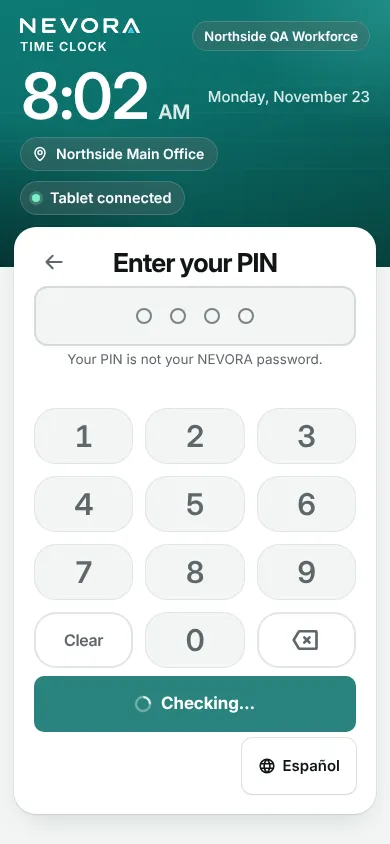 NEVORA
TIME CLOCK
Northside QA Workforce
8:02 AM
Monday, November 23
Northside Main Office
Tablet connected
Enter your PIN
Your PIN is not your NEVORA password.
1 2 3
4 5 6
7 8 9
Clear 0
Checking...
Español